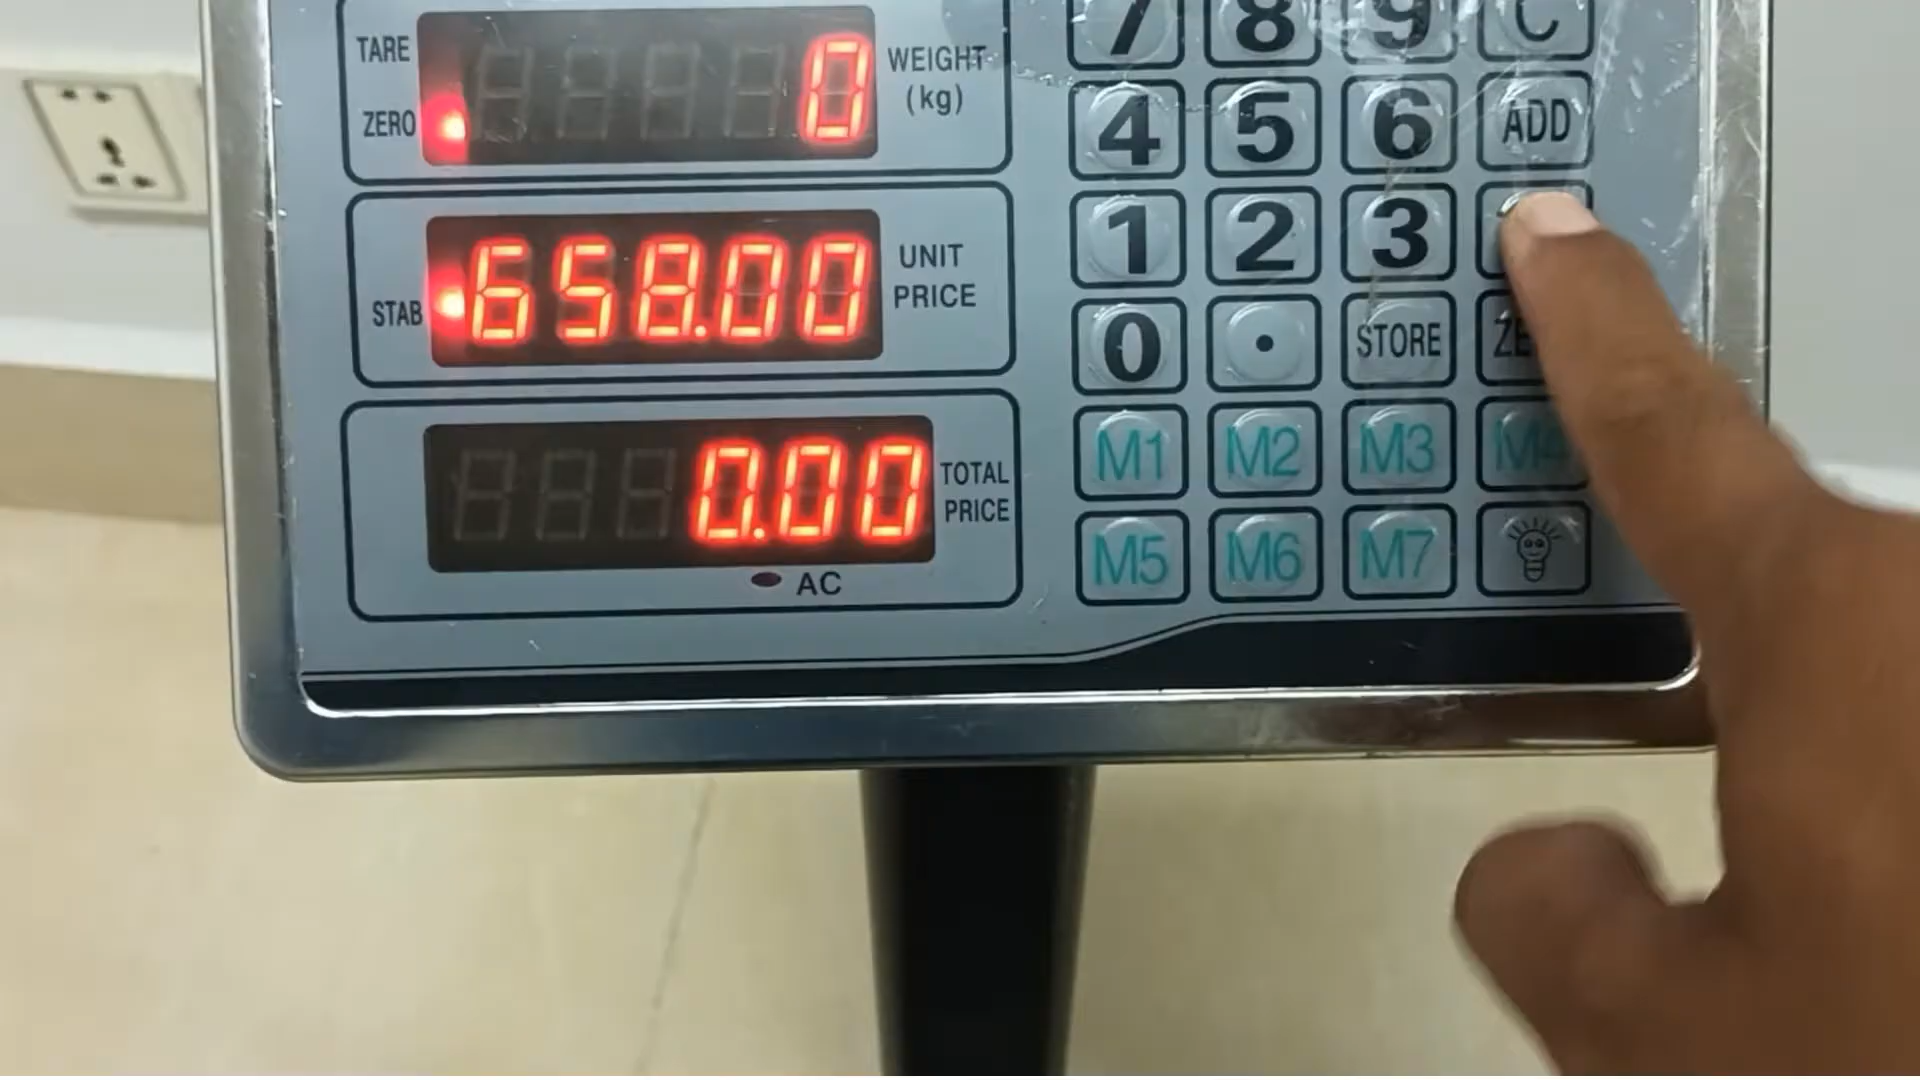 TARE
ZERO
0
WEIGHT
(kg)
STAB
658.00
UNIT
PRICE
0.00
TOTAL
PRICE
AC
7 8 9 C
4 5 6 ADD
1 2 3
0 . STORE
M1 M2 M3 M4
M5 M6 M7